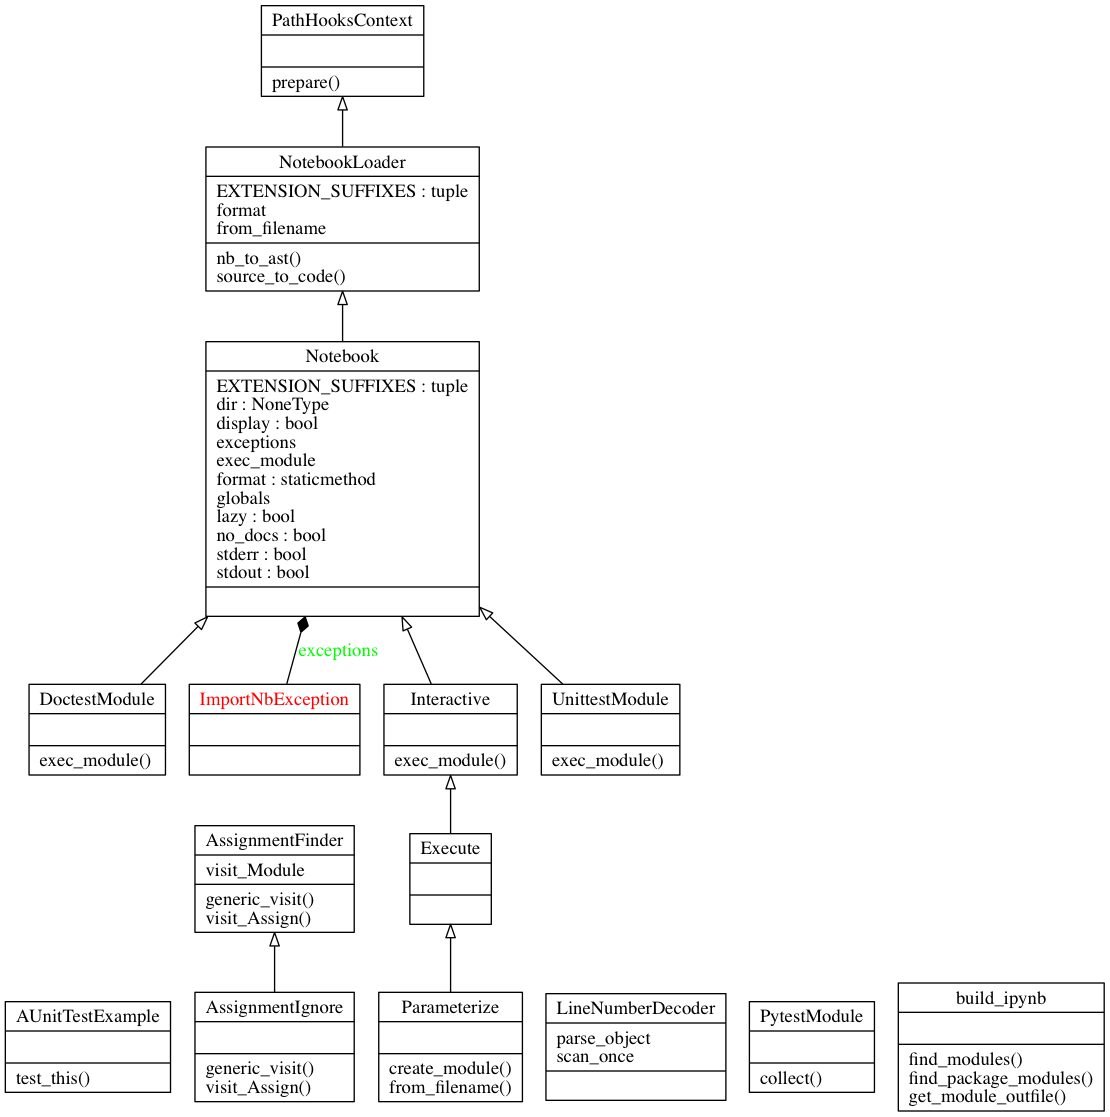 PathHooksContext
prepare()
NotebookLoader
EXTENSION_SUFFIXES : tuple
format
from_filename
nb_to_ast()
source_to_code()
Notebook
EXTENSION_SUFFIXES : tuple
dir : NoneType
display : bool
exceptions
exec_module
format : staticmethod
globals
lazy : bool
no_docs : bool
stderr : bool
stdout : bool
exceptions
DoctestModule
exec_module()
ImportNbException
Interactive
exec_module()
UnittestModule
exec_module()
AssignmentFinder
visit_Module
generic_visit()
visit_Assign()
Execute
AUnitTestExample
test_this()
AssignmentIgnore
generic_visit()
visit_Assign()
Parameterize
create_module()
from_filename()
LineNumberDecoder
parse_object
scan_once
PytestModule
collect()
build_ipynb
find_modules()
find_package_modules()
get_module_outfile()